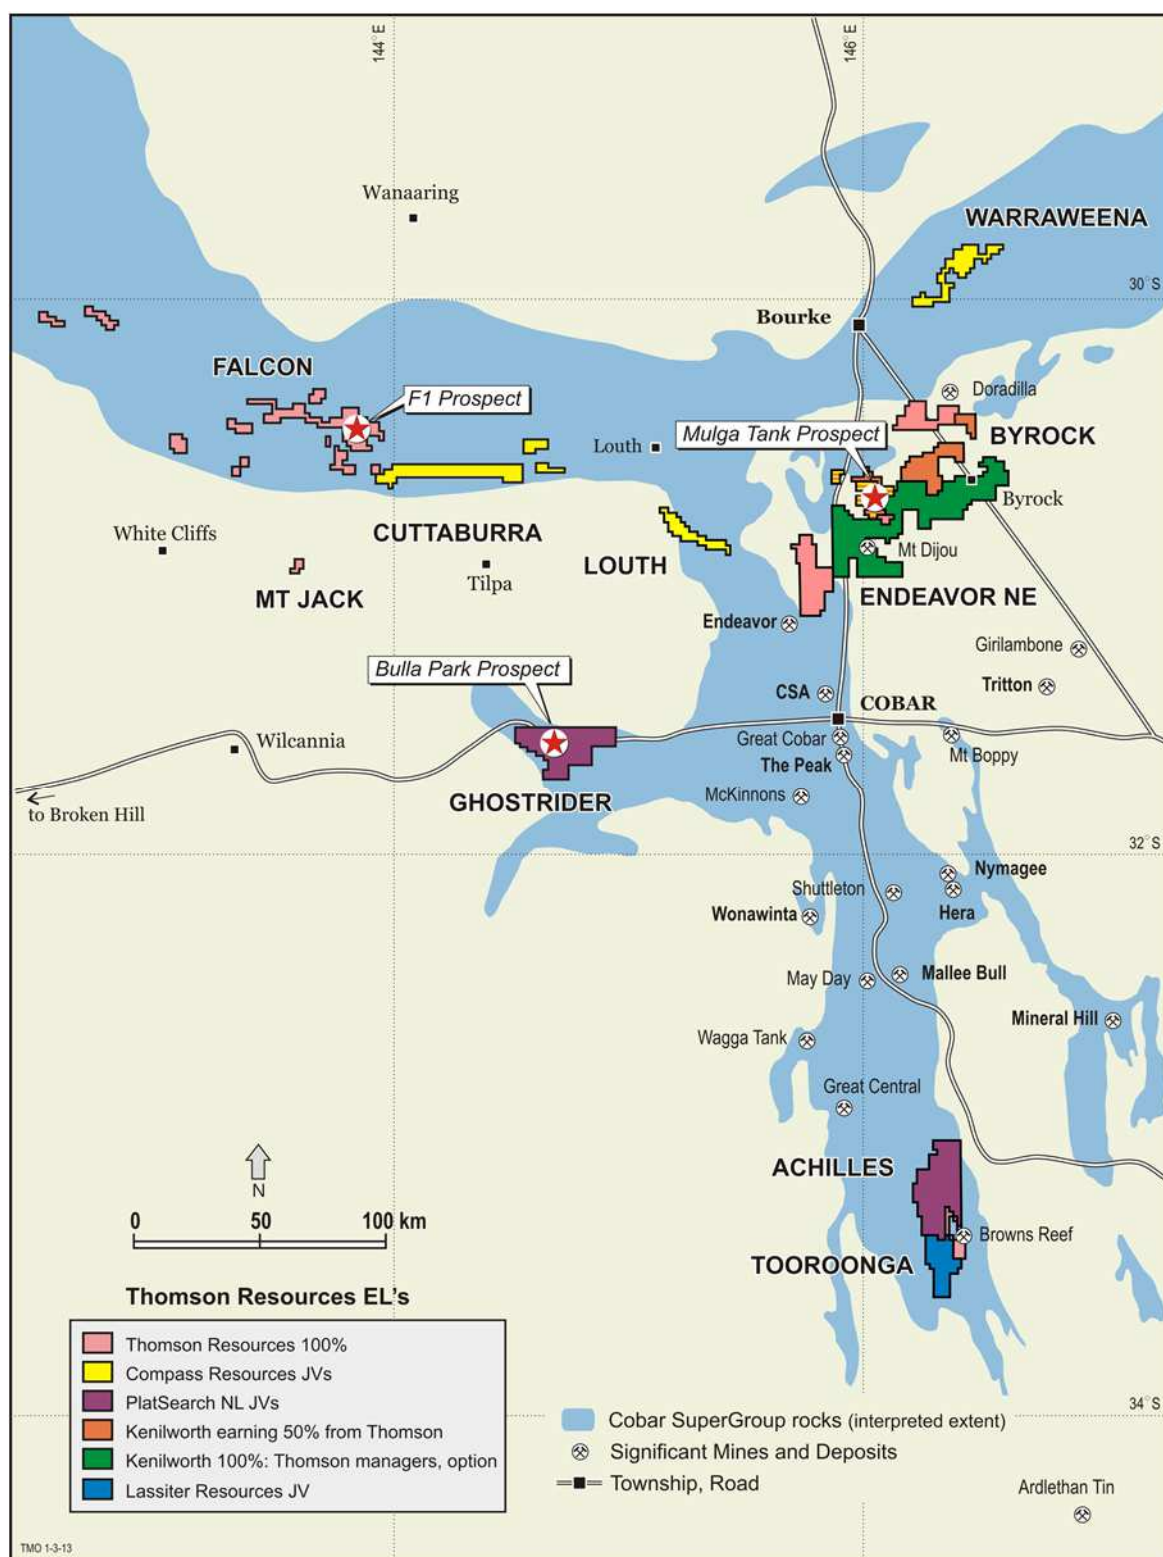 144°E
146°E
Wanaaring
WARRAWEENA
30°S
Bourke
FALCON
F1 Prospect
Doradilla
Louth
Mulga Tank Prospect
BYROCK
Byrock
White Cliffs
CUTTABURRA
Mt Dijou
LOUTH
Tilpa
MT JACK
ENDEAVOR NE
Endeavor
Girilambone
Bulla Park Prospect
CSA
Tritton
COBAR
Wilcannia
Great Cobar
Mt Boppy
The Peak
GHOSTRIDER
McKinnons
to Broken Hill
32°S
Nymagee
Shuttleton
Hera
Wonawinta
May Day
Mallee Bull
Mineral Hill
Wagga Tank
Great Central
ACHILLES
N
0 50 100 km
Browns Reef
TOOROONGA
Thomson Resources EL's
Thomson Resources 100%
Compass Resources JVs
PlatSearch NL JVs
Kenilworth earning 50% from Thomson
Kenilworth 100%: Thomson managers, option
Lassiter Resources JV
34°S
Cobar SuperGroup rocks (interpreted extent)
Significant Mines and Deposits
Township, Road
Ardlethan Tin
TMO 1-3-13